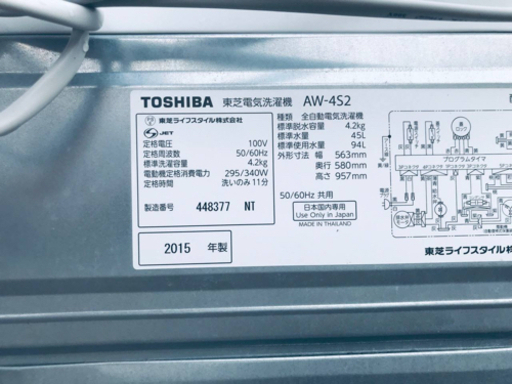 TOSHIBA 東芝電気洗濯機 AW-4S2
東芝ライフスタイル株式会社
JET
定格電圧 100V
定格周波数 50/60Hz
標準洗濯容量 4.2kg
電動機定格消費電力 295/340W
定格時間 洗いのみ11分
製造番号 448377 NT
2015 年製
種類 全自動電気洗濯機
標準脱水容量 4.2kg
標準水量 45L
標準使用水量 94L
外形寸法 幅 563mm
奥行 580mm
高さ 957mm
50/60Hz 共用
日本国内専用
Use Only in Japan
MADE IN THAILAND
プログラムタイマ
東芝ライフスタイル株